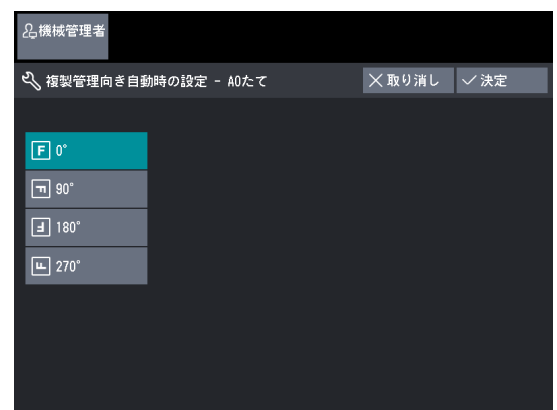 機械管理者
複製管理向き自動時の設定 - A0たて
取り消し
決定
F 0°
F 90°
F 180°
F 270°